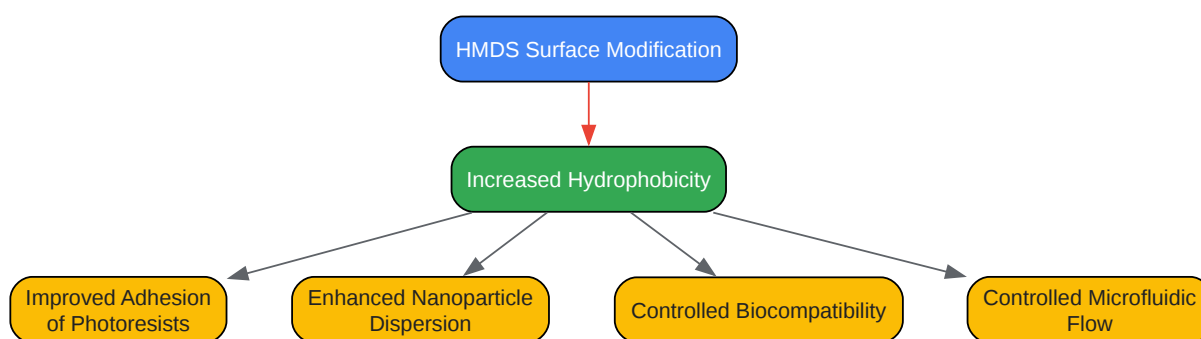 HMDS Surface Modification
Increased Hydrophobicity
Improved Adhesion
of Photoresists
Enhanced Nanoparticle
Dispersion
Controlled Biocompatibility
Controlled Microfluidic
Flow